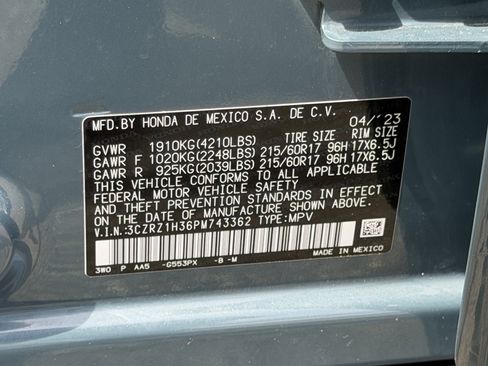 MFD.BY HONDA DE MEXICO S.A. DE C.V.
04/'23
GVWR 1910KG(4210LBS) TIRE SIZE RIM SIZE
GAWR F 1020KG(2248LBS) 215/60R17 96H 17X6.5J
GAWR R 925KG(2039LBS) 215/60R17 96H 17X6.5J
THIS VEHICLE CONFORMS TO ALL APPLICABLE
FEDERAL MOTOR VEHICLE SAFETY AND
THEFT PREVENTION STANDARDS IN EFFECT ON
THE DATE OF MANUFACTURE SHOWN ABOVE.
V.I.N.:3CZRZ1H36PM743362 TYPE:MPV
3W0 P AA5 -G553PX -B -M
MADE IN MEXICO